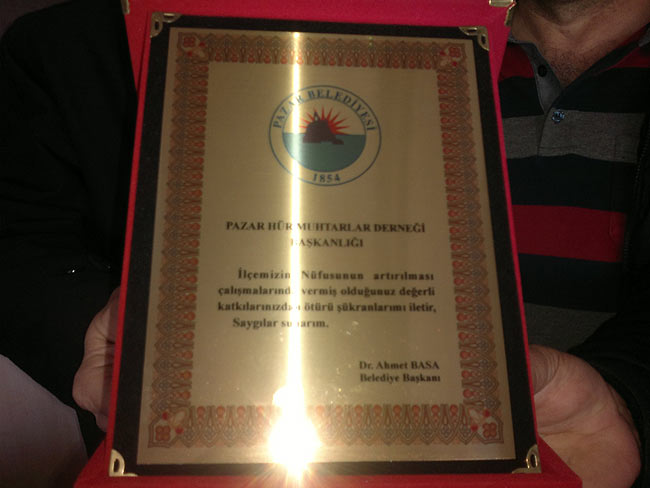 PAZAR BELEDİYESİ
1854
PAZAR HÜR MUHTARLAR DERNEĞİ
BAŞKANLIĞI
İlçemizin Nüfusunun artırılması
çalışmalarında vermiş olduğunuz değerli
katkılarınızdan ötürü şükranlarımı iletir,
Saygılar sunarım.
Dr. Ahmet BASA
Belediye Başkanı